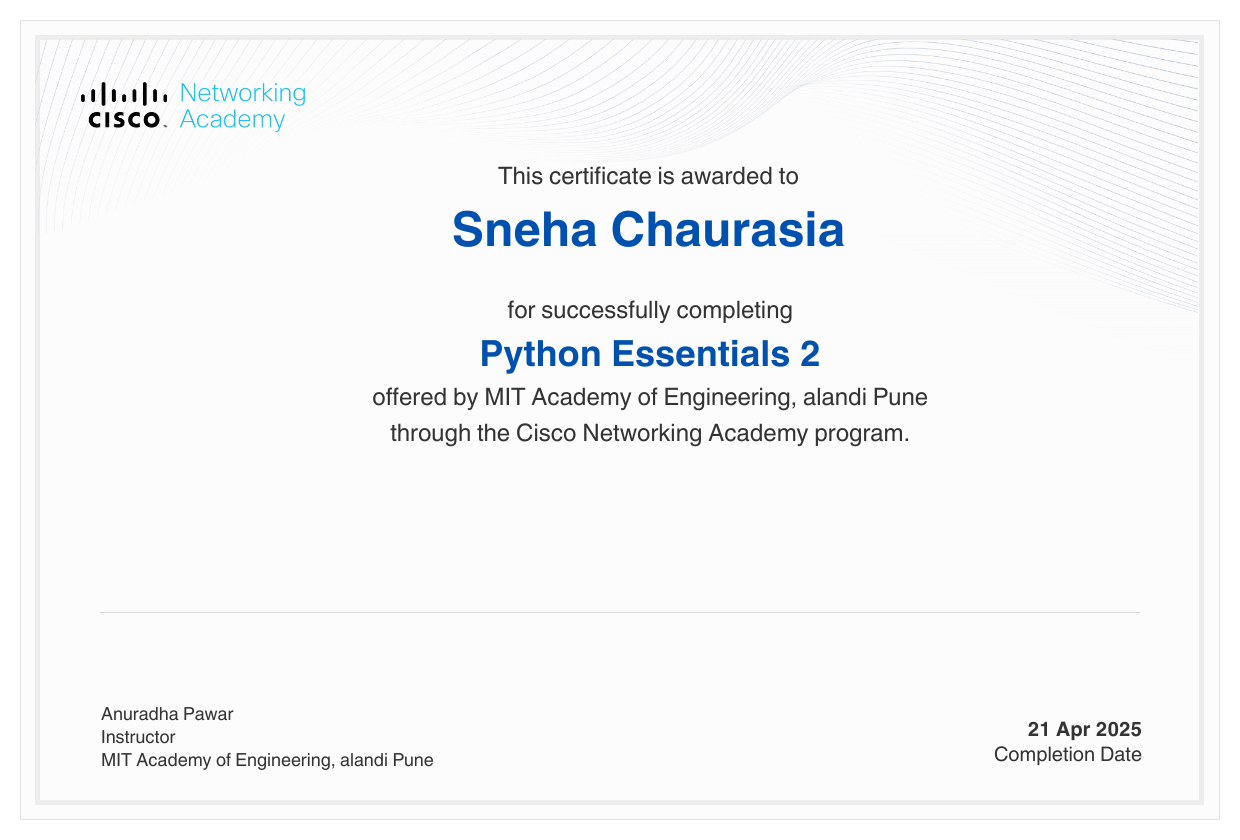 Networking
CISCO Academy
This certificate is awarded to
Sneha Chaurasia
for successfully completing
Python Essentials 2
offered by MIT Academy of Engineering, alandi Pune
through the Cisco Networking Academy program.
Anuradha Pawar
Instructor
MIT Academy of Engineering, alandi Pune
21 Apr 2025
Completion Date